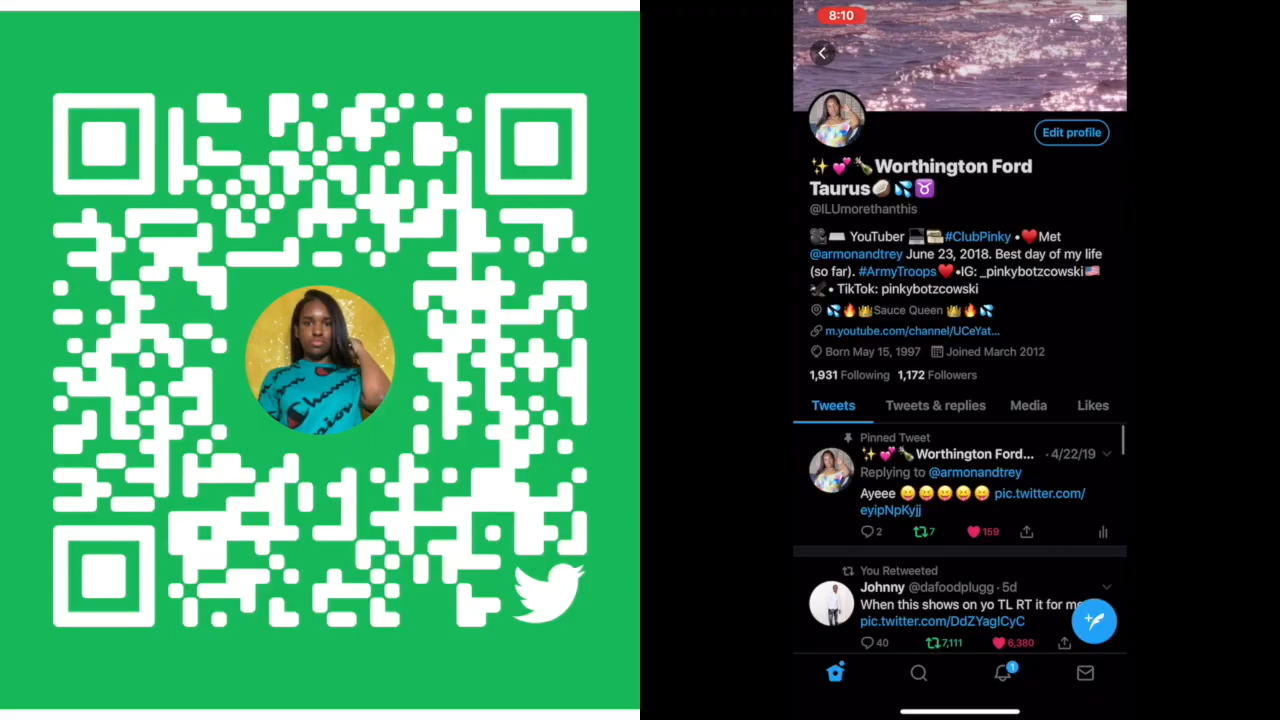 8:10
Edit profile
✨💕🍾Worthington Ford
Taurus🥥💦♉
@ILUmorethanthis
🎥⌨️ YouTuber 💻📻#ClubPinky •❤️Met
@armonandtrey June 23, 2018. Best day of my life
(so far). #ArmyTroops❤️•IG: _pinkybotzcowski🇺🇸
• TikTok: pinkybotzcowski
💦🔥👑Sauce Queen 👑🔥💦
m.youtube.com/channel/UCeYat...
Born May 15, 1997 Joined March 2012
1,931 Following 1,172 Followers
Tweets Tweets & replies Media Likes
Pinned Tweet
✨💕🍾Worthington Ford... · 4/22/19
Replying to @armonandtrey
Ayeee 😋😋😋😋😋 pic.twitter.com/
eyipNpKyjj
2 7 159
You Retweeted
Johnny @dafoodplugg · 5d
When this shows on yo TL RT it for
pic.twitter.com/DdZYagICyC
40 7,111 6,380
1